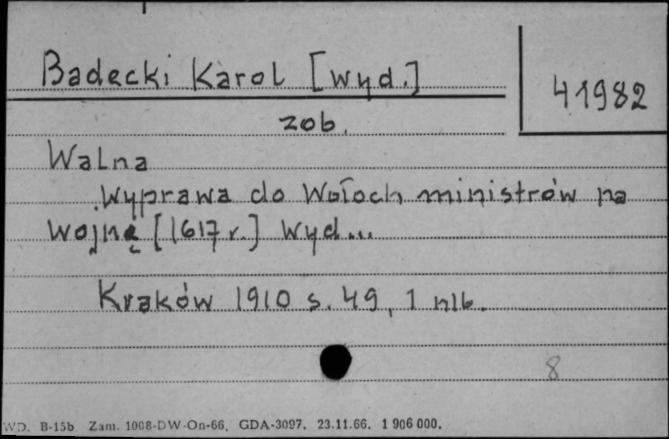 Badecki Karol [wyd.]
41982
zob.
Walna
wyprawa do Wołoch ministrów na
wojnę [1617 r.] Wyd...
Kraków 1910 s. 49, 1 nlb.
8
WD. B-15b Zam. 1008-DW-On-66. GDA-3097. 23.11.66. 1 906 000.